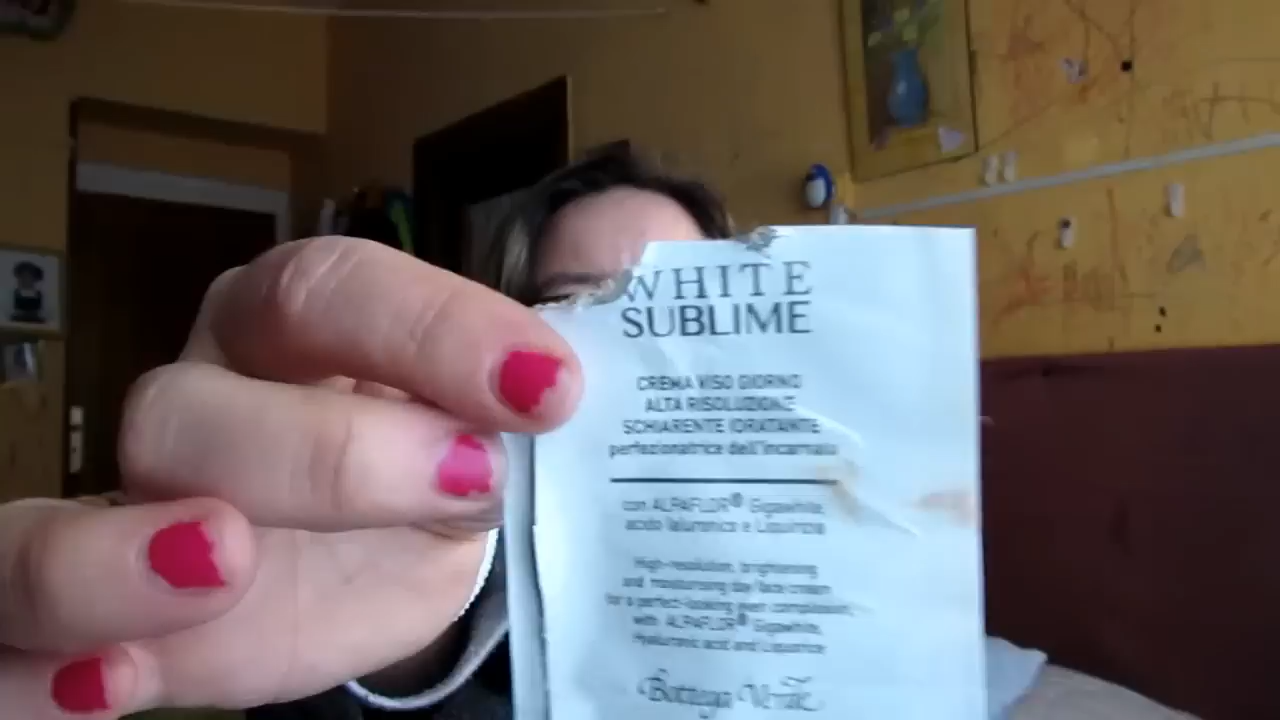 WHITE
SUBLIME
CREMA VISO GIORNO
ALTA RISOLUZIONE
SCHIARENTE IDRATANTE
perfezionatrice dell'incarnato
con ALPAFLOR® Gigawhite,
acido Ialuronico e Liquirizia
High-resolution, brightening
and moisturising day face cream
for a perfect-looking even complexion,
with ALPAFLOR® Gigawhite,
Hyaluronic acid and Liquorice
Bottega Verde